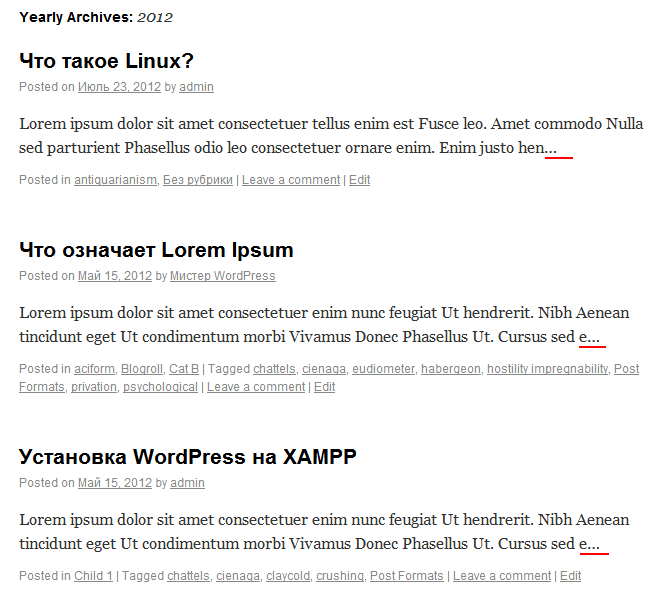 Yearly Archives: 2012
Что такое Linux?
Posted on Июль 23, 2012 by admin
Lorem ipsum dolor sit amet consectetuer tellus enim est Fusce leo. Amet commodo Nulla
sed parturient Phasellus odio leo consectetuer ornare enim. Enim justo hen...
Posted in antiquarianism, Без рубрики | Leave a comment | Edit
Что означает Lorem Ipsum
Posted on Май 15, 2012 by Мистер WordPress
Lorem ipsum dolor sit amet consectetuer enim nunc feugiat Ut hendrerit. Nibh Aenean
tincidunt eget Ut condimentum morbi Vivamus Donec Phasellus Ut. Cursus sed e...
Posted in aciform, Blogroll, Cat B | Tagged chattels, cienaga, eudiometer, habergeon, hostility impregnability, Post
Formats, privation, psychological | Leave a comment | Edit
Установка WordPress на XAMPP
Posted on Май 15, 2012 by admin
Lorem ipsum dolor sit amet consectetuer enim nunc feugiat Ut hendrerit. Nibh Aenean
tincidunt eget Ut condimentum morbi Vivamus Donec Phasellus Ut. Cursus sed e...
Posted in Child 1 | Tagged chattels, cienaga, claycold, crushing, Post Formats | Leave a comment | Edit